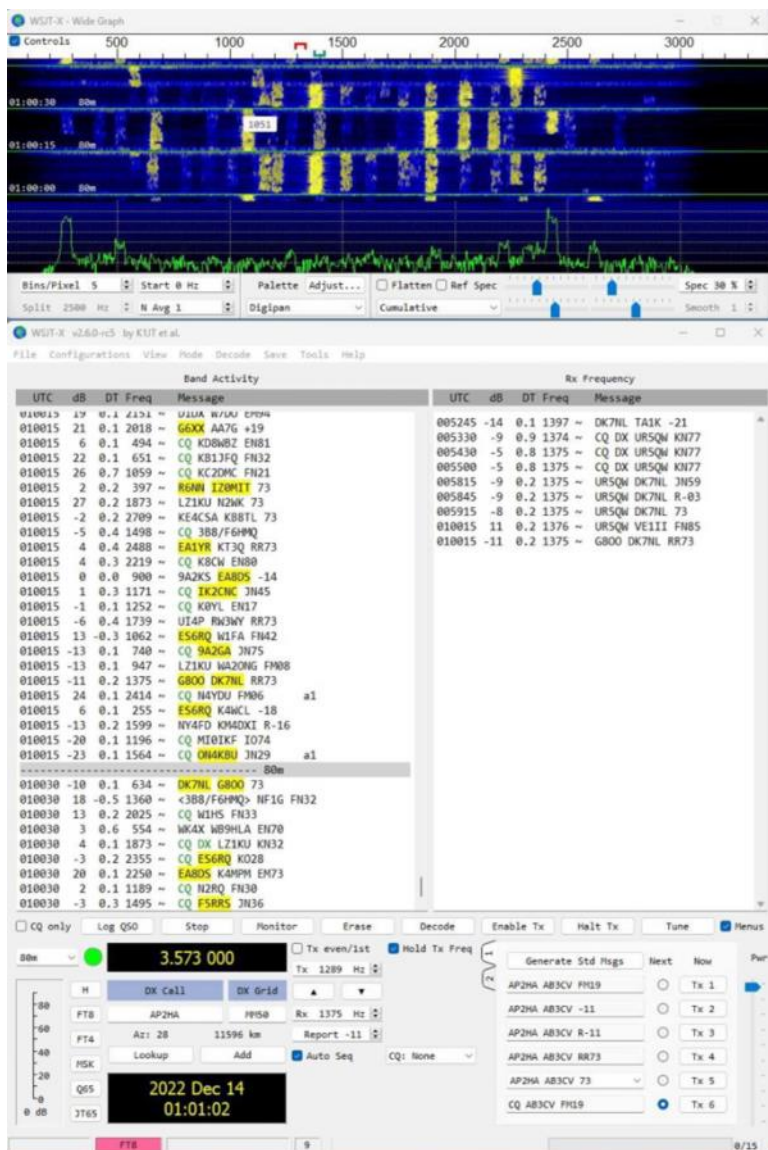 WSJT-X - Wide Graph
Controls 500 1000 1500 2000 2500 3000
01:00:30 80m
1051
01:00:15 80m
01:00:00 80m
Bins/Pixel 5 Start 0 Hz Palette Adjust... Flatten Ref Spec Spec 30 %
Split 2500 Hz N Avg 1 Digipan Cumulative Smooth 1
WSJT-X v2.6.0-rc5 by K1JT et al.
File Configurations View Mode Decode Save Tools Help
Band Activity
UTC dB DT Freq Message
010015 19 0.1 2151 ~ D1DX W7DO EM94
010015 21 0.1 2018 ~ G6XX AA7G +19
010015 6 0.1 494 ~ CQ KD8WBZ EN81
010015 22 0.1 651 ~ CQ KB1JFQ FN32
010015 26 0.7 1059 ~ CQ KC2DMC FN21
010015 2 0.2 397 ~ R6NN IZ0MIT 73
010015 27 0.2 1873 ~ LZ1KU N2WK 73
010015 -2 0.2 2709 ~ KE4CSA KB8TL 73
010015 -5 0.4 1498 ~ CQ 3B8/F6HMQ
010015 4 0.4 2488 ~ EA1YR KT3Q RR73
010015 4 0.3 2219 ~ CQ K8CW EN80
010015 0 0.0 900 ~ 9A2KS EA8DS -14
010015 1 0.3 1171 ~ CQ IK2CNC JN45
010015 -1 0.1 1252 ~ CQ K0YL EN17
010015 -6 0.4 1739 ~ UI4P RW3WY RR73
010015 13 -0.3 1062 ~ ES6RQ W1FA FN42
010015 -13 0.1 740 ~ CQ 9A2GA JN75
010015 -13 0.1 947 ~ LZ1KU WA2ONG FM08
010015 -11 0.2 1375 ~ G8OO DK7NL RR73
010015 24 0.1 2414 ~ CQ N4YDU FM06 a1
010015 6 0.1 255 ~ ES6RQ K4WCL -18
010015 -13 0.2 1599 ~ NY4FD KM4DXI R-16
010015 -20 0.1 1196 ~ CQ MI0IKF IO74
010015 -23 0.1 1564 ~ CQ ON4KBU JN29 a1
---------------------------------- 80m
010030 -10 0.1 634 ~ DK7NL G8OO 73
010030 18 -0.5 1360 ~ <3B8/F6HMQ> NF1G FN32
010030 13 0.2 2025 ~ CQ W1HS FN33
010030 3 0.6 554 ~ WK4X WB9HLA EN70
010030 4 0.1 1873 ~ CQ DX LZ1KU KN32
010030 -3 0.2 2355 ~ CQ ES6RQ KO28
010030 20 0.1 2250 ~ EA8DS K4MPM EM73
010030 2 0.1 1189 ~ CQ N2RQ FN30
010030 -3 0.3 1495 ~ CQ F5RRS JN36
Rx Frequency
UTC dB DT Freq Message
005245 -14 0.1 1397 ~ DK7NL TA1K -21
005330 -9 0.9 1374 ~ CQ DX UR5QW KN77
005430 -5 0.8 1375 ~ CQ DX UR5QW KN77
005500 -5 0.8 1375 ~ CQ DX UR5QW KN77
005815 -9 0.2 1375 ~ UR5QW DK7NL JN59
005845 -9 0.2 1375 ~ UR5QW DK7NL R-03
005915 -8 0.2 1375 ~ UR5QW DK7NL 73
010015 11 0.2 1376 ~ UR5QW VE1II FN85
010015 -11 0.2 1375 ~ G8OO DK7NL RR73
CQ only Log QSO Stop Monitor Erase Decode Enable Tx Halt Tx Tune Menus
80m 3.573 000 Tx even/1st Hold Tx Freq
Tx 1289 Hz
H DX Call DX Grid
FT8 AP2HA MM50 Rx 1375 Hz
FT4 Az: 28 11596 km Report -11
MSK Lookup Add Auto Seq CQ: None
Q65 2022 Dec 14
JT65 01:01:02
80
60
40
20
0
0 dB
1
2
Generate Std Msgs Next Now Pwr
AP2HA AB3CV FM19 Tx 1
AP2HA AB3CV -11 Tx 2
AP2HA AB3CV R-11 Tx 3
AP2HA AB3CV RR73 Tx 4
AP2HA AB3CV 73 Tx 5
CQ AB3CV FM19 Tx 6
FT8 9 0/15